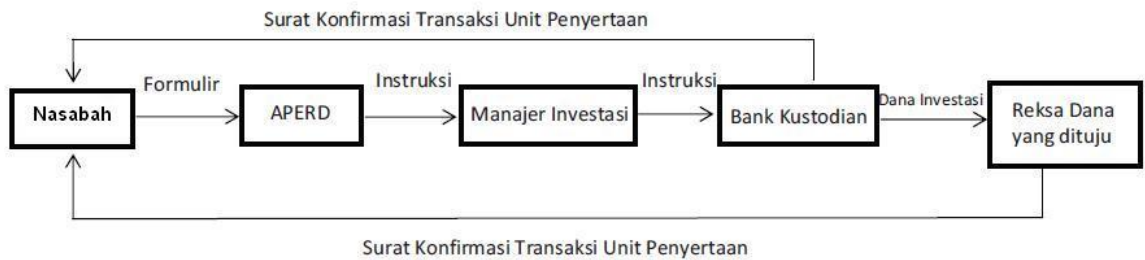 Surat Konfirmasi Transaksi Unit Penyertaan
Formulir
Instruksi
Instruksi
Dana Investasi
Nasabah
APERD
Manajer Investasi
Bank Kustodian
Reksa Dana
yang dituju
Surat Konfirmasi Transaksi Unit Penyertaan